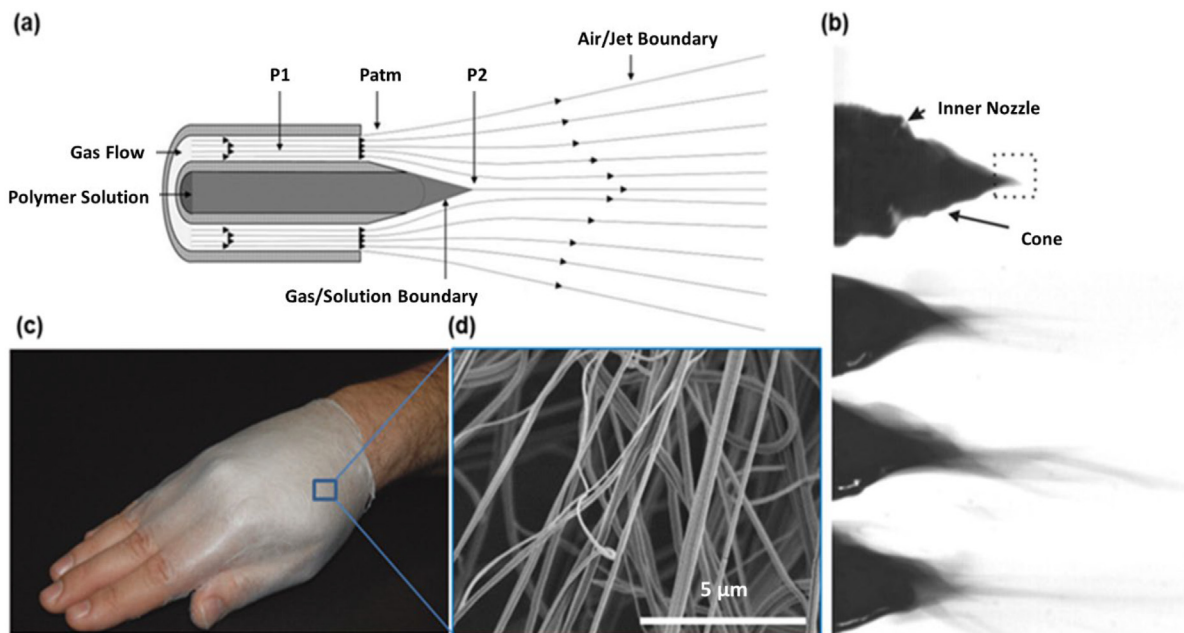 (a)
Air/Jet Boundary
P1
Patm
P2
Gas Flow
Polymer Solution
Gas/Solution Boundary
(b)
Inner Nozzle
Cone
(c)
(d)
5 μm